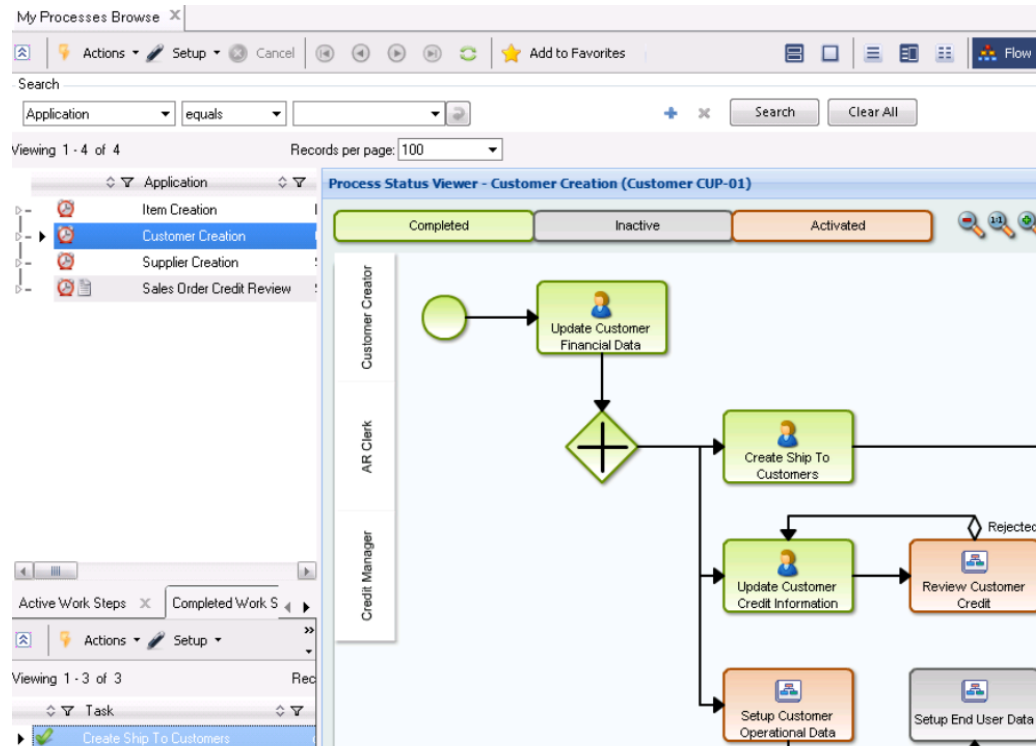 My Processes Browse
Actions Setup Cancel Add to Favorites Flow
Search
Application equals Search Clear All
Viewing 1 - 4 of 4 Records per page: 100
Application
Item Creation
Customer Creation
Supplier Creation
Sales Order Credit Review
Process Status Viewer - Customer Creation (Customer CUP-01)
Completed Inactive Activated
1:1
Customer Creator
AR Clerk
Credit Manager
Update Customer
Financial Data
Create Ship To
Customers
Rejected
Update Customer
Credit Information
Review Customer
Credit
Setup Customer
Operational Data
Setup End User Data
Active Work Steps Completed Work S
Actions Setup
Viewing 1 - 3 of 3 Rec
Task
Create Ship To Customers